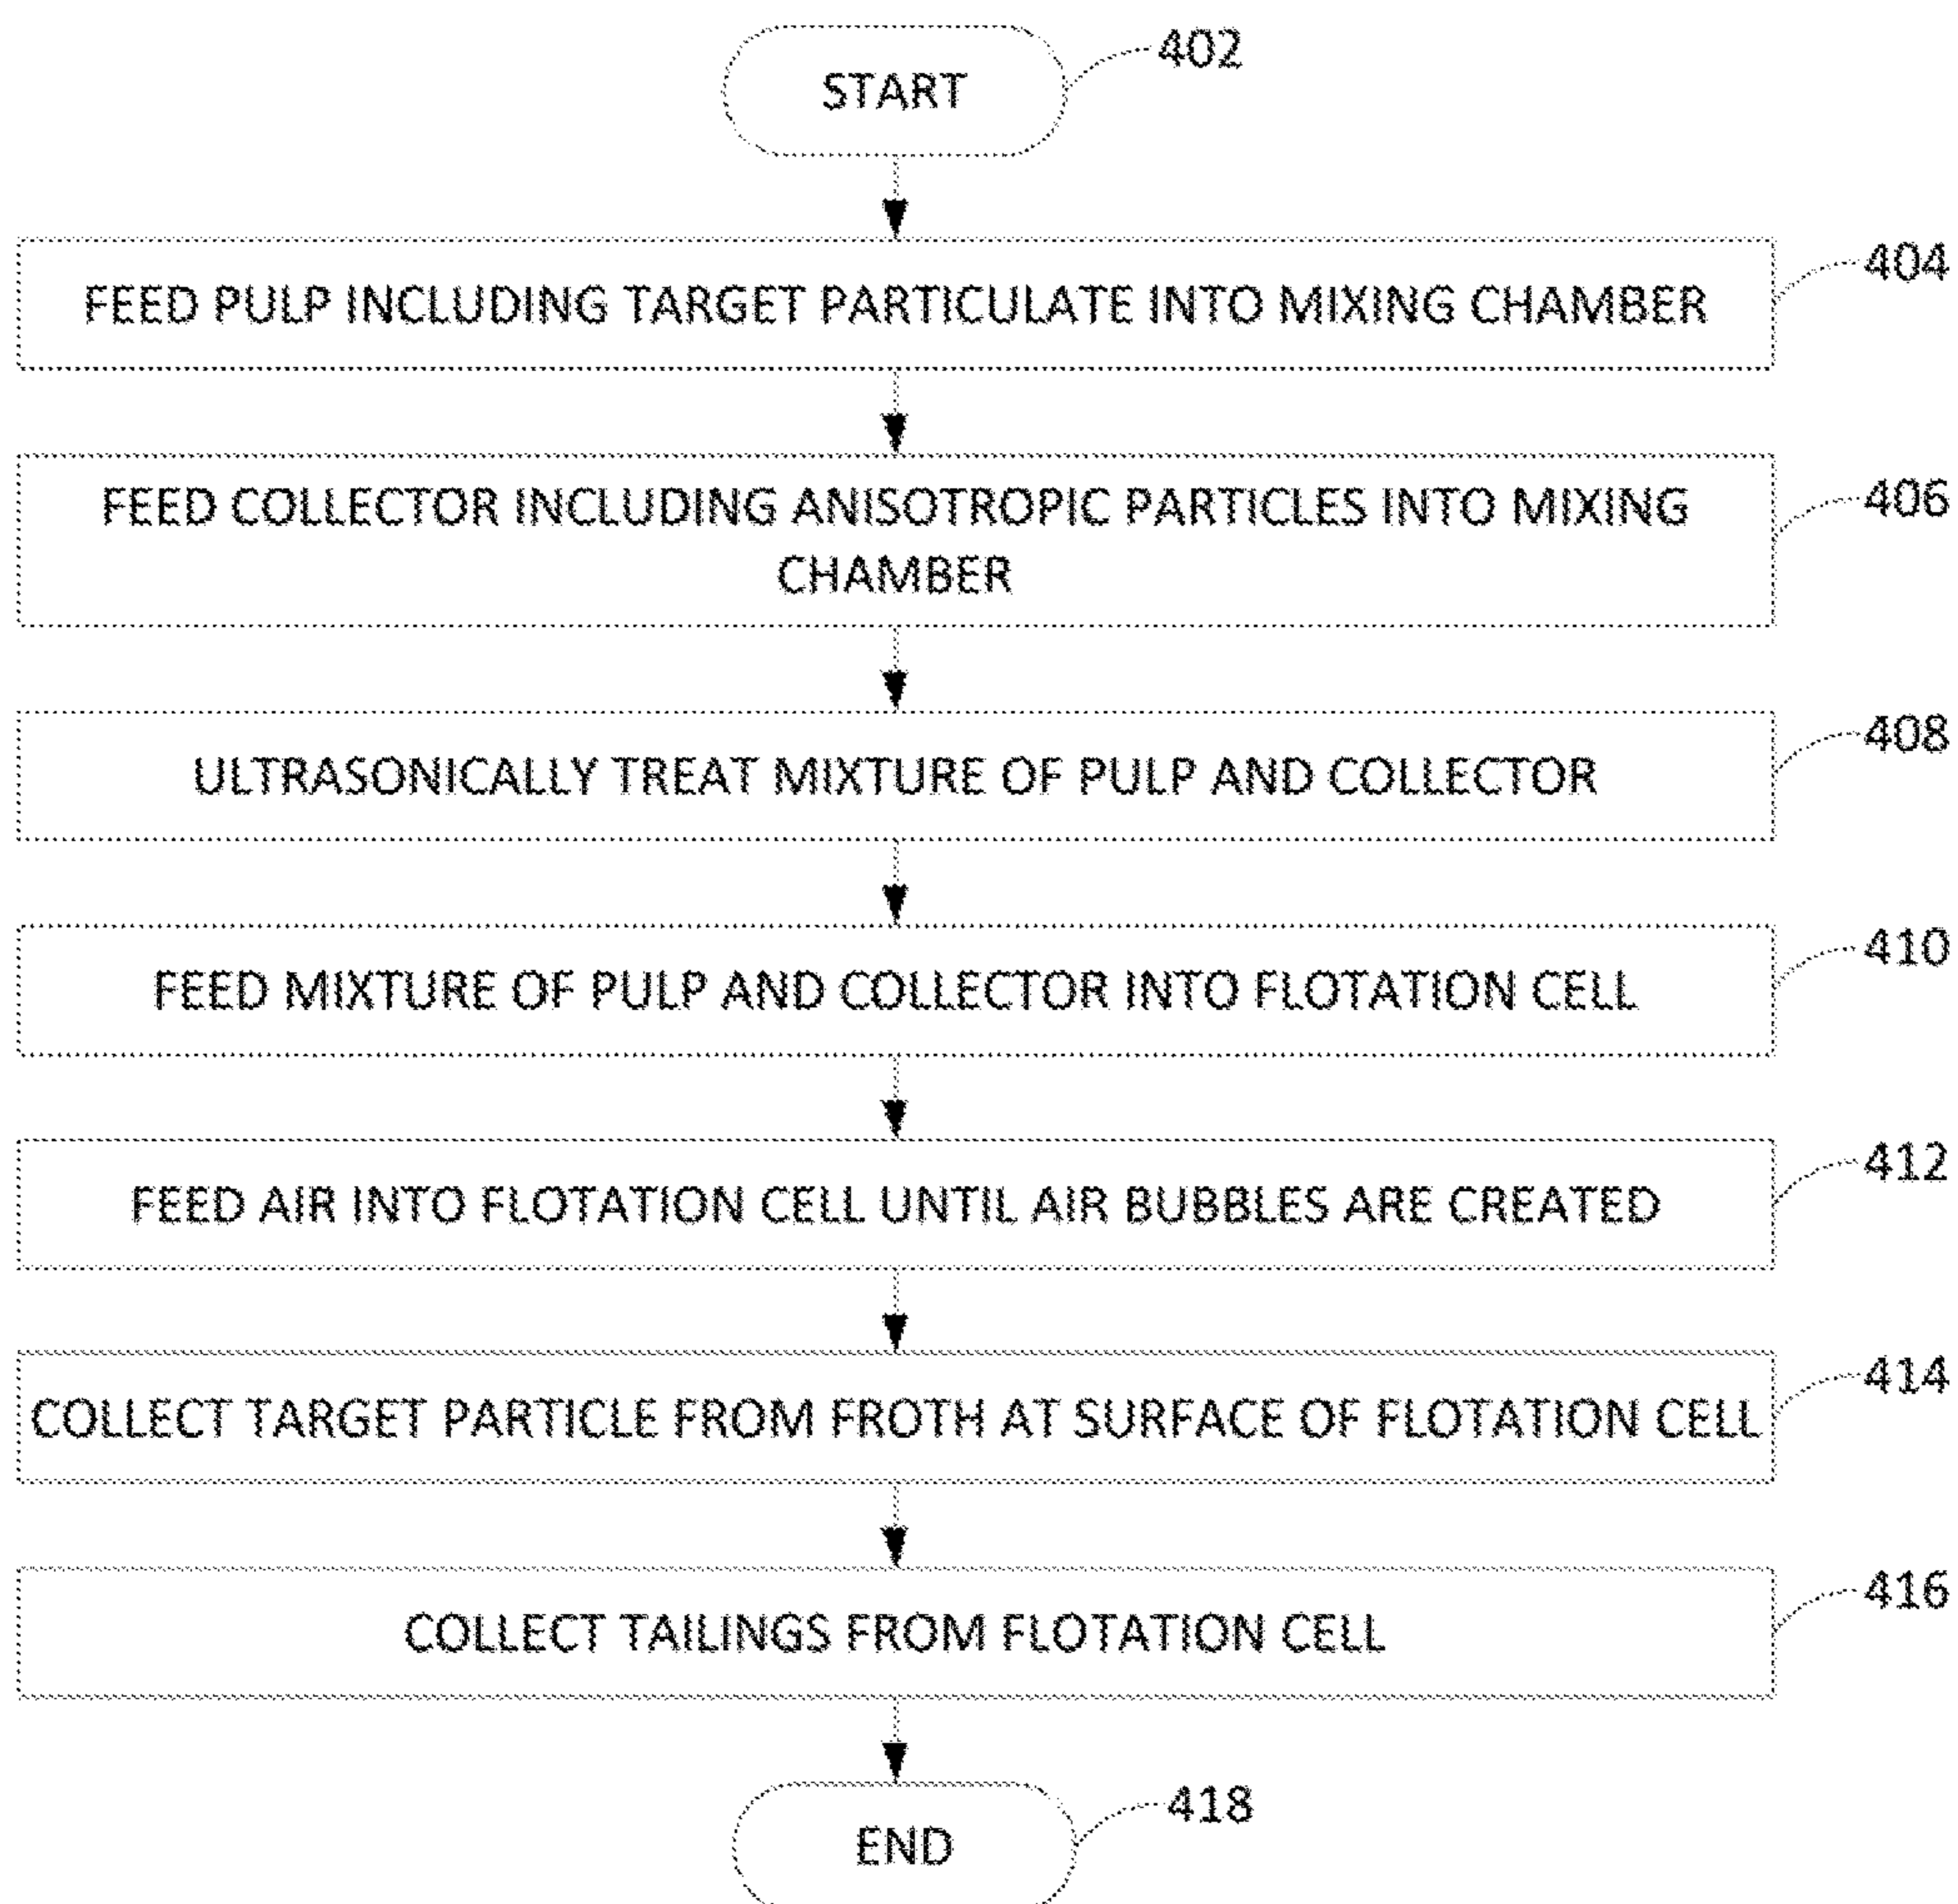 START
402
FEED PULP INCLUDING TARGET PARTICULATE INTO MIXING CHAMBER
404
FEED COLLECTOR INCLUDING ANISOTROPIC PARTICLES INTO MIXING
CHAMBER
406
ULTRASONICALLY TREAT MIXTURE OF PULP AND COLLECTOR
408
FEED MIXTURE OF PULP AND COLLECTOR INTO FLOTATION CELL
410
FEED AIR INTO FLOTATION CELL UNTIL AIR BUBBLES ARE CREATED
412
COLLECT TARGET PARTICLE FROM FROTH AT SURFACE OF FLOTATION CELL
414
COLLECT TAILINGS FROM FLOTATION CELL
416
END
418